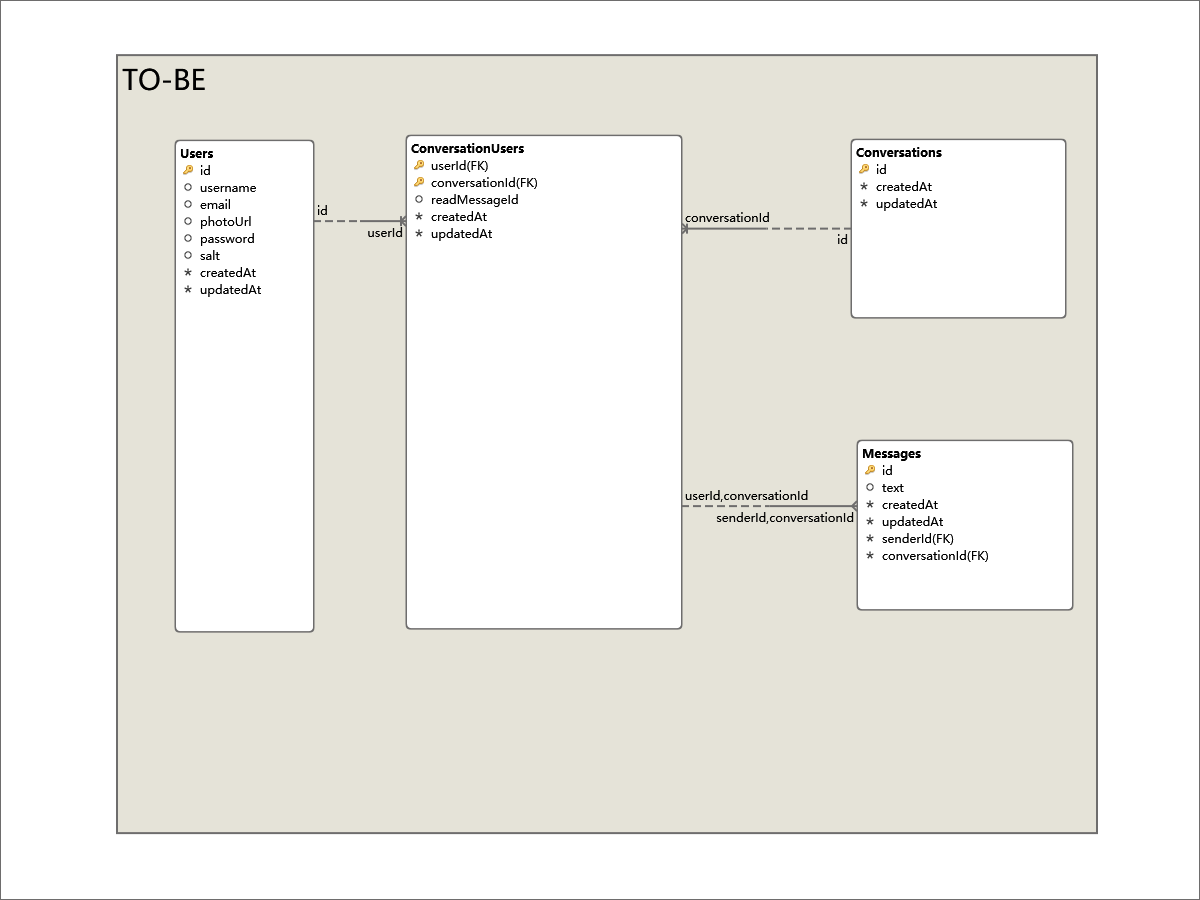 TO-BE
Users
id
username
email
photoUrl
password
salt
* createdAt
* updatedAt
id
userId
ConversationUsers
userId(FK)
conversationId(FK)
readMessageId
* createdAt
* updatedAt
conversationId
id
Conversations
id
* createdAt
* updatedAt
userId,conversationId
senderId,conversationId
Messages
id
text
* createdAt
* updatedAt
* senderId(FK)
* conversationId(FK)